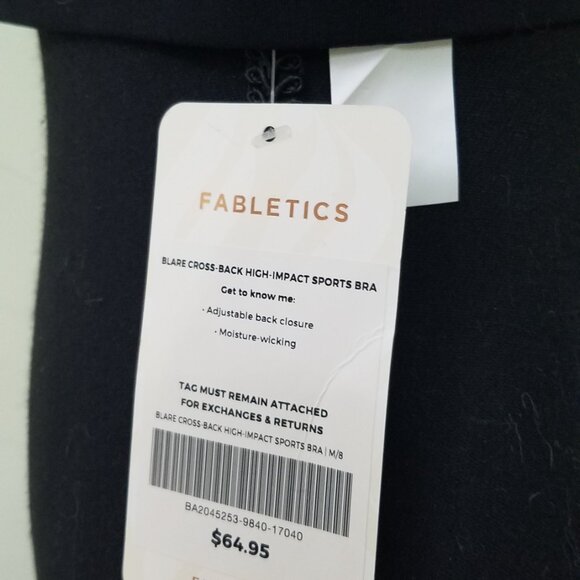 FABLETICS
BLARE CROSS-BACK HIGH-IMPACT SPORTS BRA
Get to know me:
• Adjustable back closure
• Moisture-wicking
TAG MUST REMAIN ATTACHED
FOR EXCHANGES & RETURNS
BLARE CROSS-BACK HIGH-IMPACT SPORTS BRA | M/8
BA2045253-9840-17040
$64.95